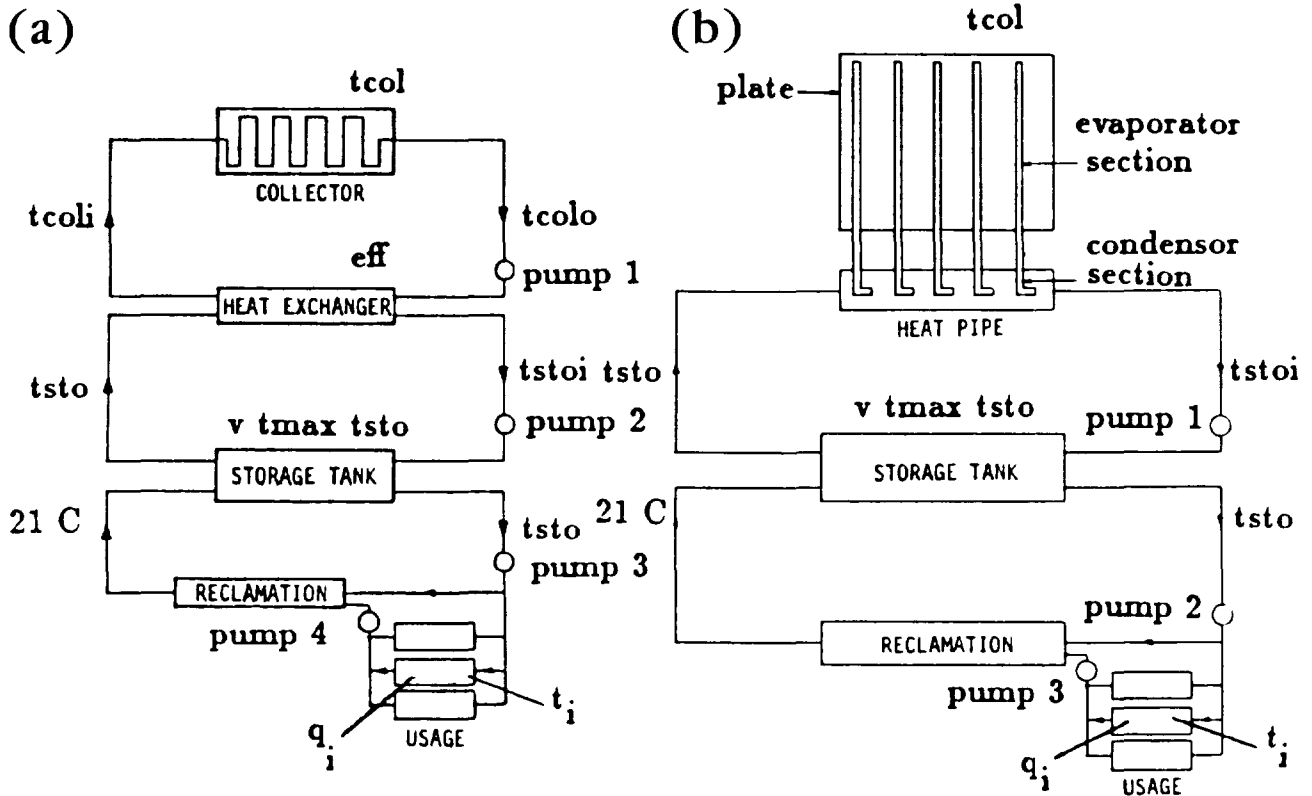 (a)
tcol
COLLECTOR
tcoli
tcolo
eff
pump 1
HEAT EXCHANGER
tsto
tstoi
pump 2
v tmax tsto
STORAGE TANK
21 C
tsto
pump 3
RECLAMATION
pump 4
t i
q i
USAGE
(b)
tcol
plate
evaporator
section
condensor
section
HEAT PIPE
tsto
tstoi
v tmax tsto
pump 1
STORAGE TANK
21 C
tsto
pump 2
RECLAMATION
pump 3
t i
q i
USAGE